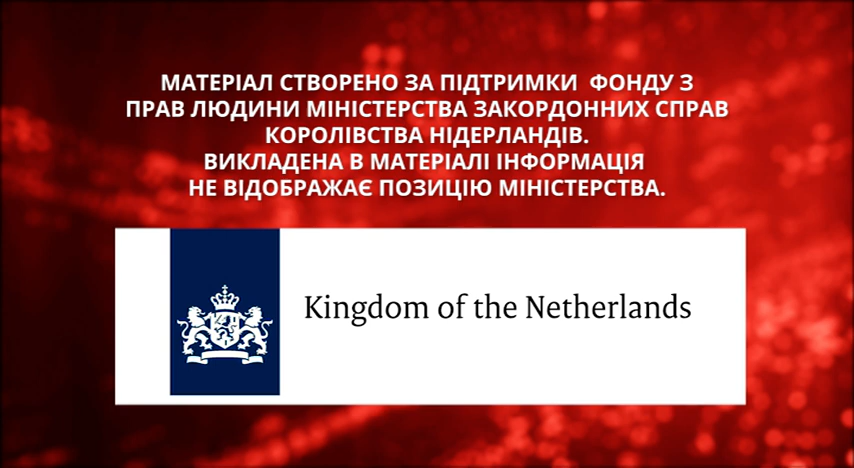 МАТЕРІАЛ СТВОРЕНО ЗА ПІДТРИМКИ ФОНДУ З
ПРАВ ЛЮДИНИ МІНІСТЕРСТВА ЗАКОРДОННИХ СПРАВ
КОРОЛІВСТВА НІДЕРЛАНДІВ.
ВИКЛАДЕНА В МАТЕРІАЛІ ІНФОРМАЦІЯ
НЕ ВІДОБРАЖАЄ ПОЗИЦІЮ МІНІСТЕРСТВА.
Kingdom of the Netherlands